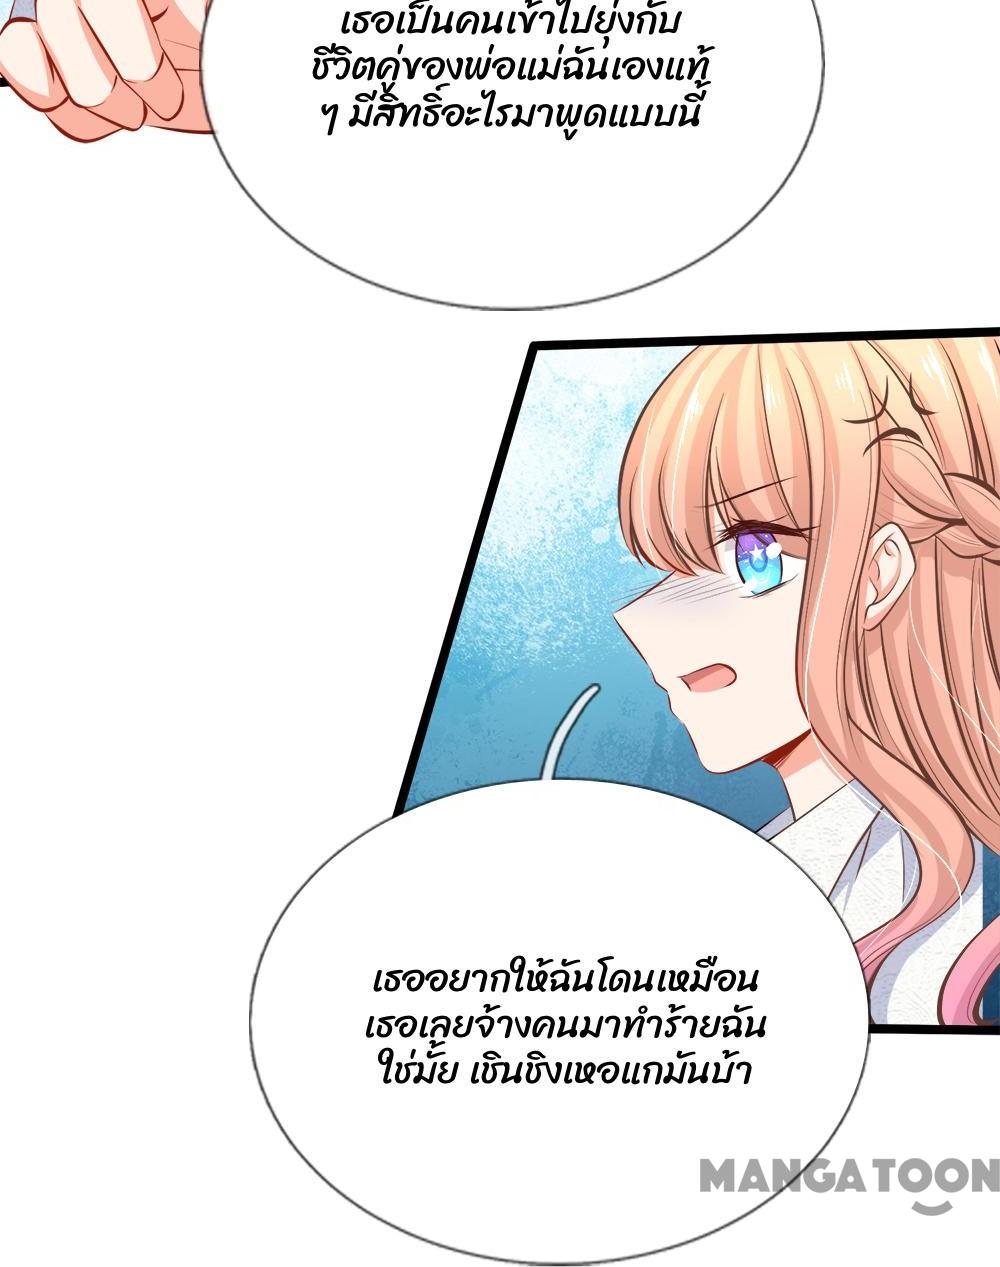 เธอเป็นคนเข้าไปยุ่งกับ
ชีวิตคู่ของพ่อแม่ฉันเองแท้
ๆ มีสิทธิ์อะไรมาพูดแบบนี้
เธออยากให้ฉันโดนเหมือน
เธอเลยจ้างคนมาทำร้ายฉัน
ใช่มั้ย เชินชิงเหอแกมันบ้า
MANGATOON